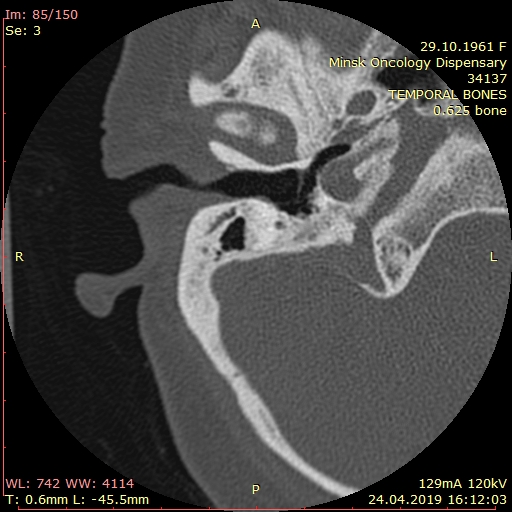 Im: 85/150
Se: 3
A
29.10.1961 F
Minsk Oncology Dispensary
34137
TEMPORAL BONES
0.625 bone
R
L
WL: 742 WW: 4114
T: 0.6mm L: -45.5mm
P
129mA 120kV
24.04.2019 16:12:03